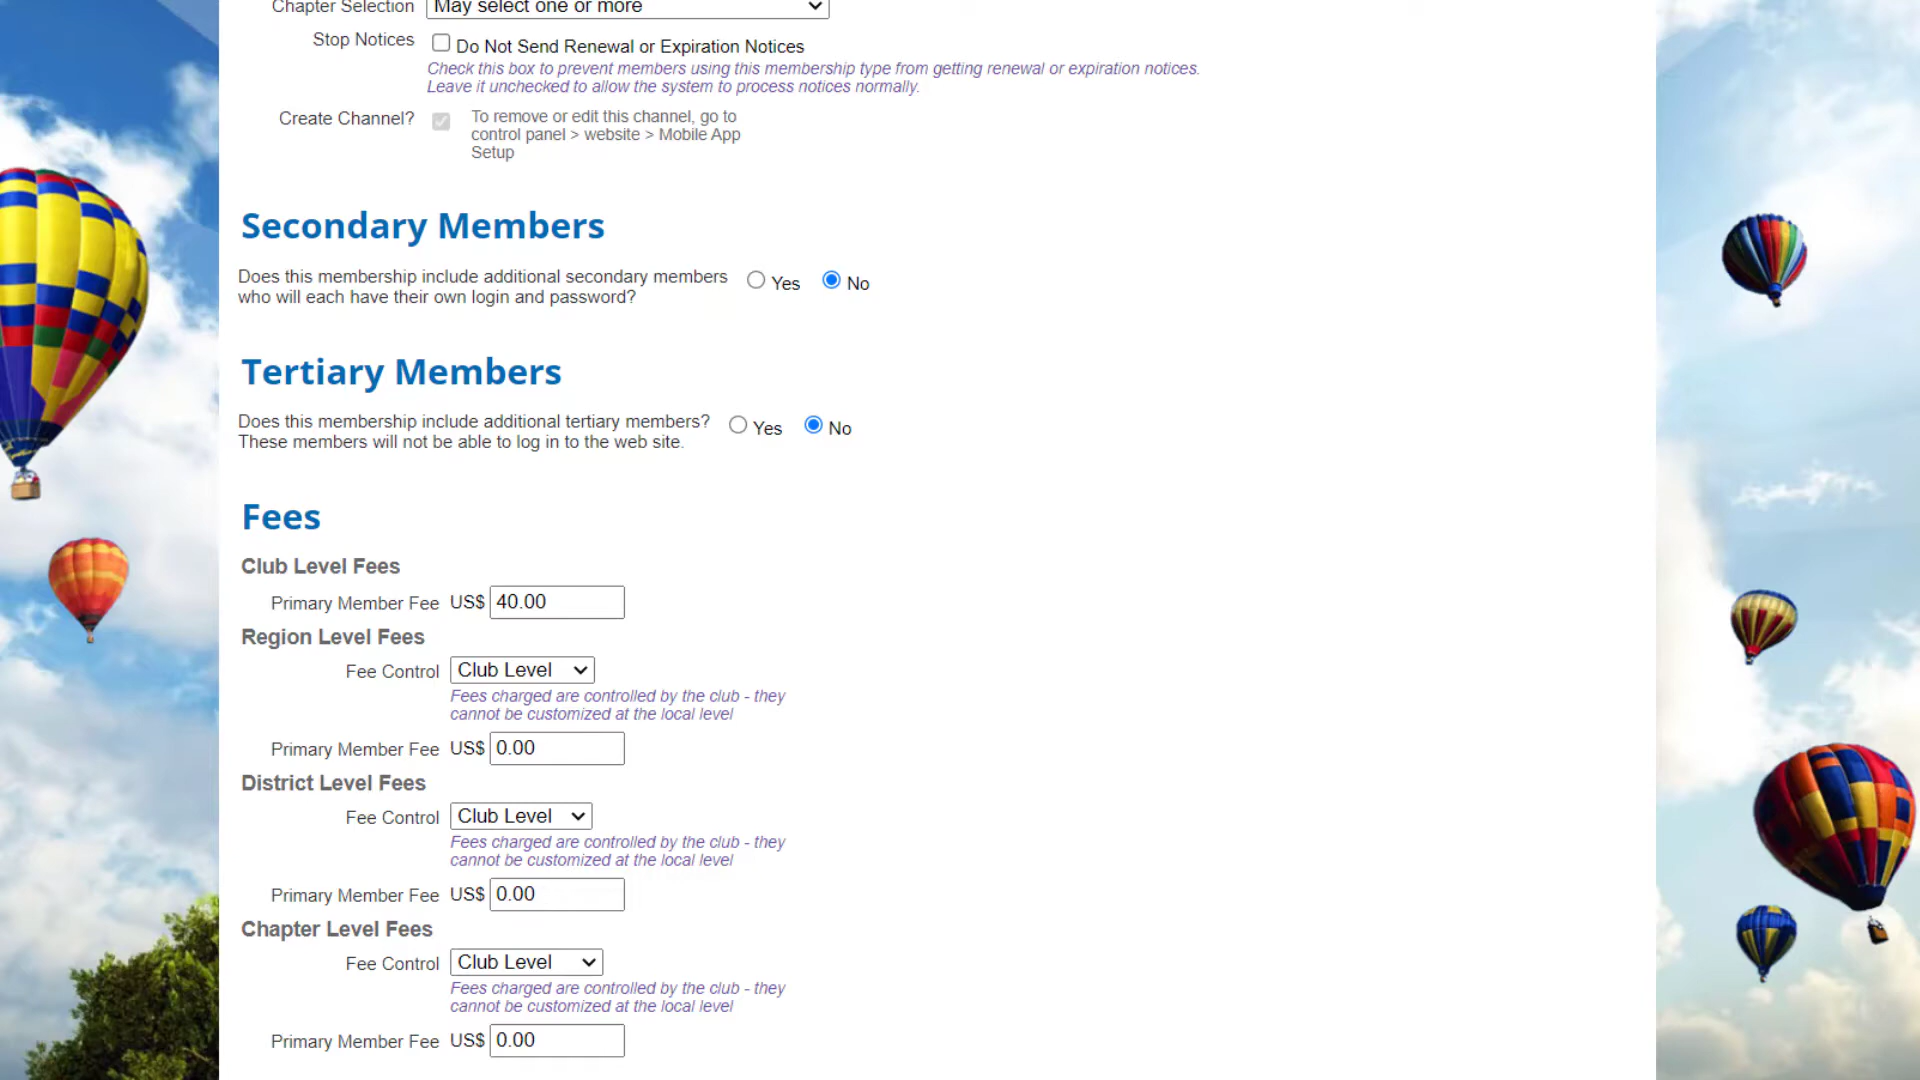 Chapter Selection May select one or more
Stop Notices Do Not Send Renewal or Expiration Notices
Check this box to prevent members using this membership type from getting renewal or expiration notices.
Leave it unchecked to allow the system to process notices normally.
Create Channel? To remove or edit this channel, go to
control panel > website > Mobile App
Setup
Secondary Members
Does this membership include additional secondary members
who will each have their own login and password?
Yes No
Tertiary Members
Does this membership include additional tertiary members?
These members will not be able to log in to the web site.
Yes No
Fees
Club Level Fees
Primary Member Fee US$ 40.00
Region Level Fees
Fee Control Club Level
Fees charged are controlled by the club - they
cannot be customized at the local level
Primary Member Fee US$ 0.00
District Level Fees
Fee Control Club Level
Fees charged are controlled by the club - they
cannot be customized at the local level
Primary Member Fee US$ 0.00
Chapter Level Fees
Fee Control Club Level
Fees charged are controlled by the club - they
cannot be customized at the local level
Primary Member Fee US$ 0.00